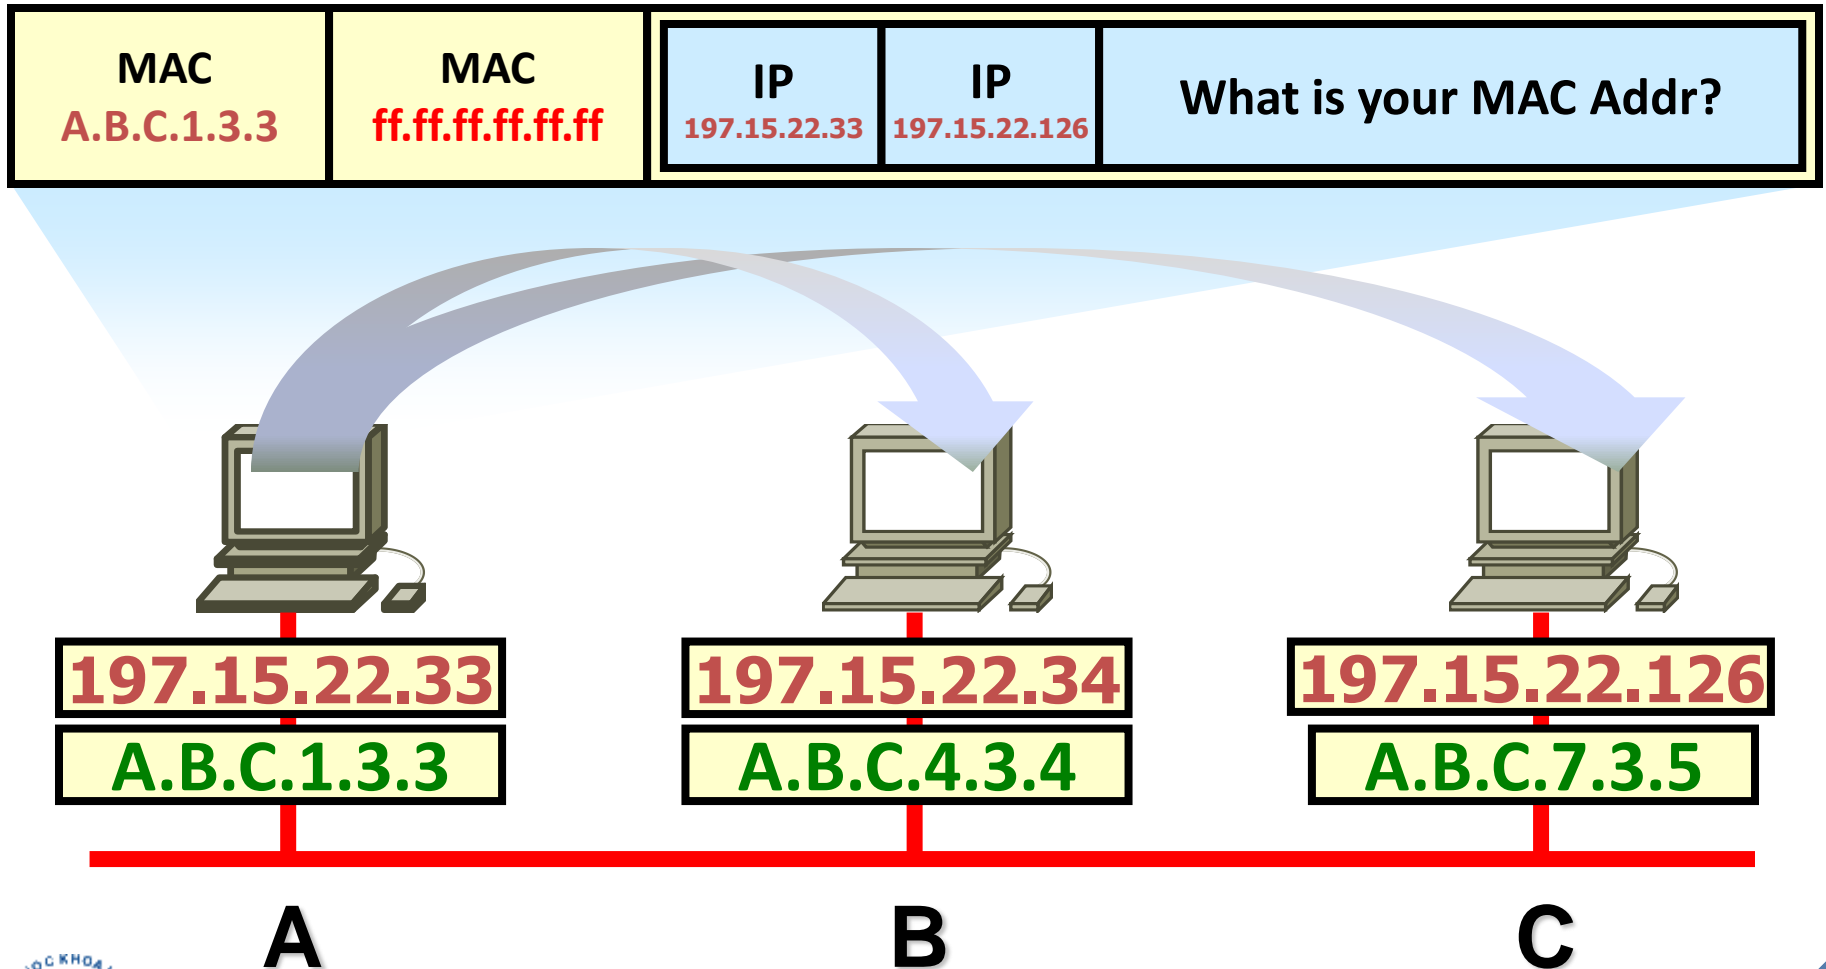 MAC
A.B.C.1.3.3
MAC
ff.ff.ff.ff.ff.ff
IP
197.15.22.33
IP
197.15.22.126
What is your MAC Addr?
197.15.22.33
A.B.C.1.3.3
197.15.22.34
A.B.C.4.3.4
197.15.22.126
A.B.C.7.3.5
A
B
C